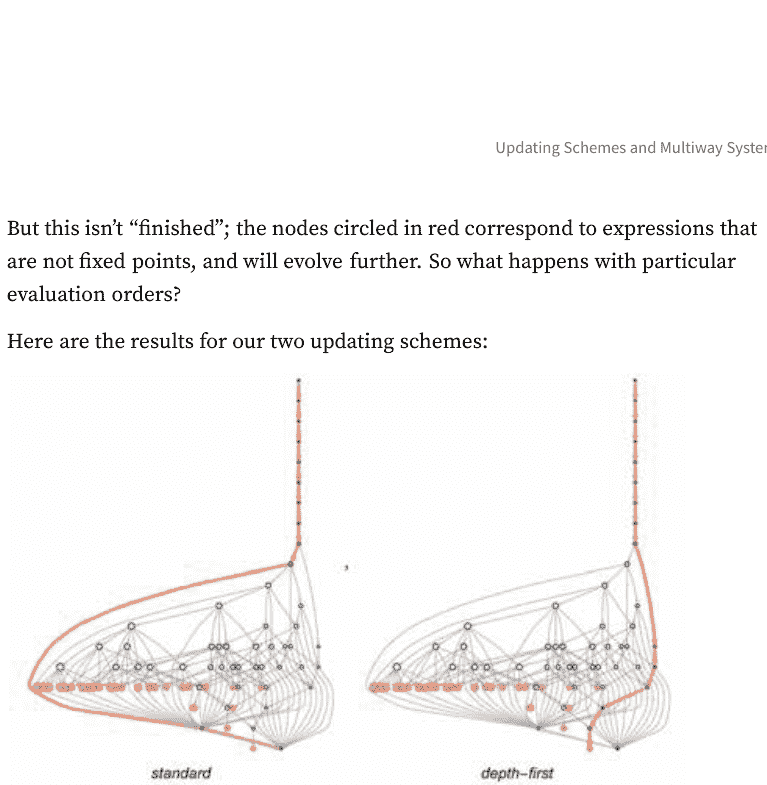 Updating Schemes and Multiway Syster
But this isn’t “finished”; the nodes circled in red correspond to expressions that
are not fixed points, and will evolve further. So what happens with particular
evaluation orders?
Here are the results for our two updating schemes:
,
standard
depth–first